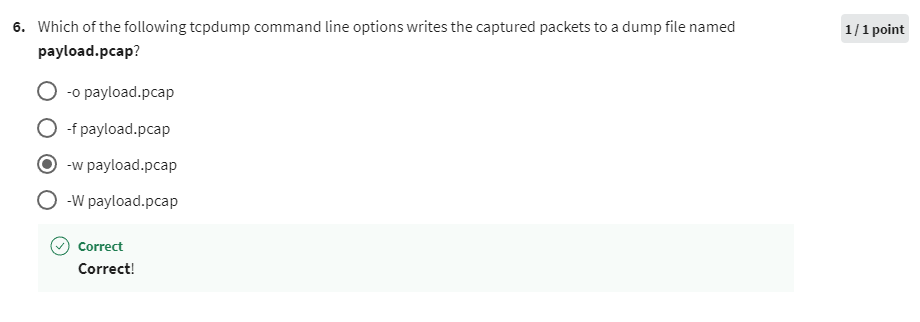 6. Which of the following tcpdump command line options writes the captured packets to a dump file named
1 / 1 point
payload.pcap?
-o payload.pcap
-f payload.pcap
-w payload.pcap
-W payload.pcap
Correct
Correct!